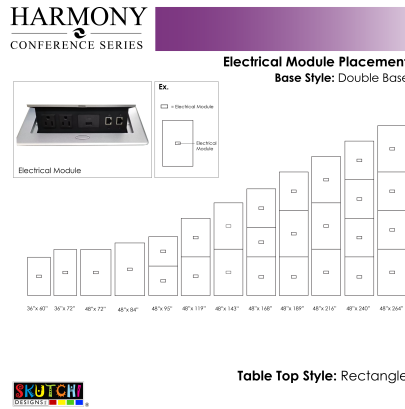 HARMONY
CONFERENCE SERIES
Electrical Module Placemen
Base Style: Double Base
Ex.
= Electrical Module
Electrical
Module
Electrical Module
36"x 60" 36"x 72" 48"x 72" 48"x 84" 48"x 95" 48"x 119" 48"x 143" 48"x 168" 48"x 189" 48"x 216" 48"x 240" 48"x 264"
Table Top Style: Rectangle
SKUTCHI
DESIGNS